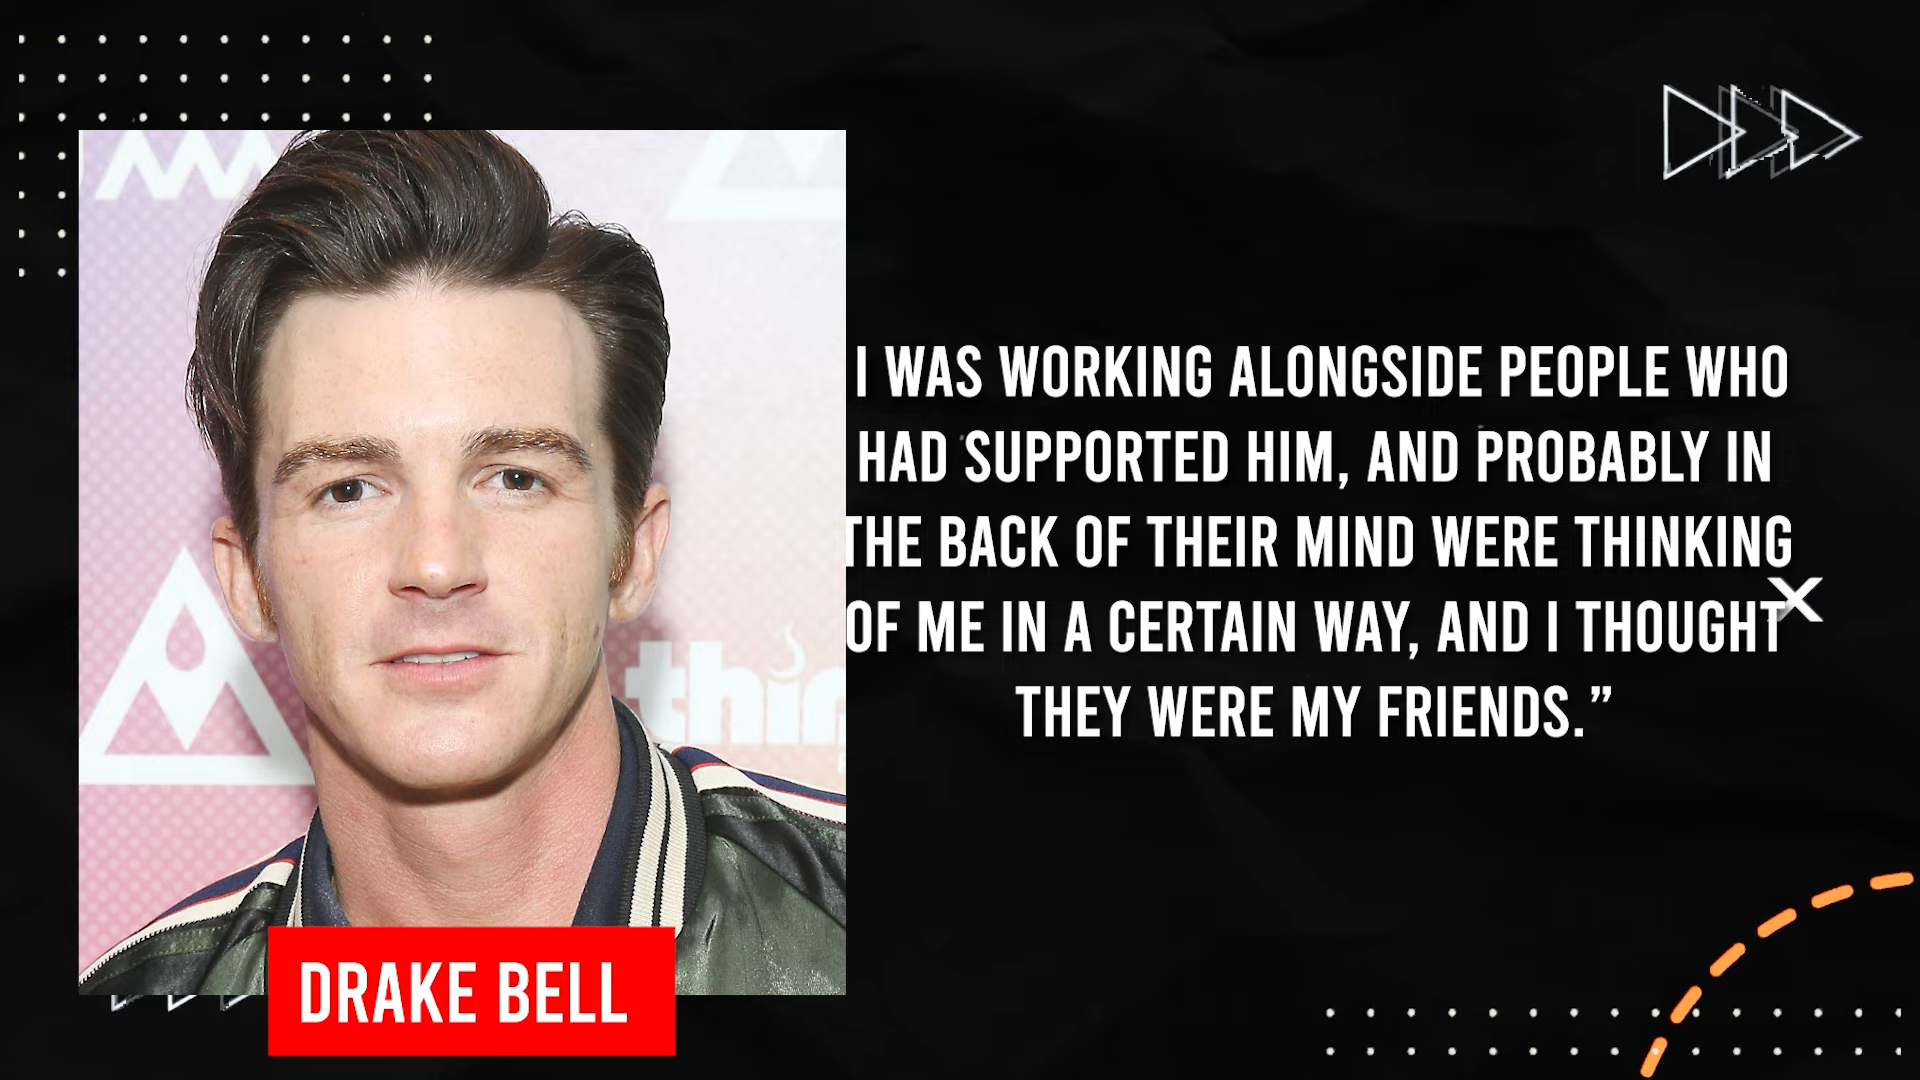 I WAS WORKING ALONGSIDE PEOPLE WHO
HAD SUPPORTED HIM, AND PROBABLY IN
THE BACK OF THEIR MIND WERE THINKING
OF ME IN A CERTAIN WAY, AND I THOUGHT
THEY WERE MY FRIENDS.”
DRAKE BELL